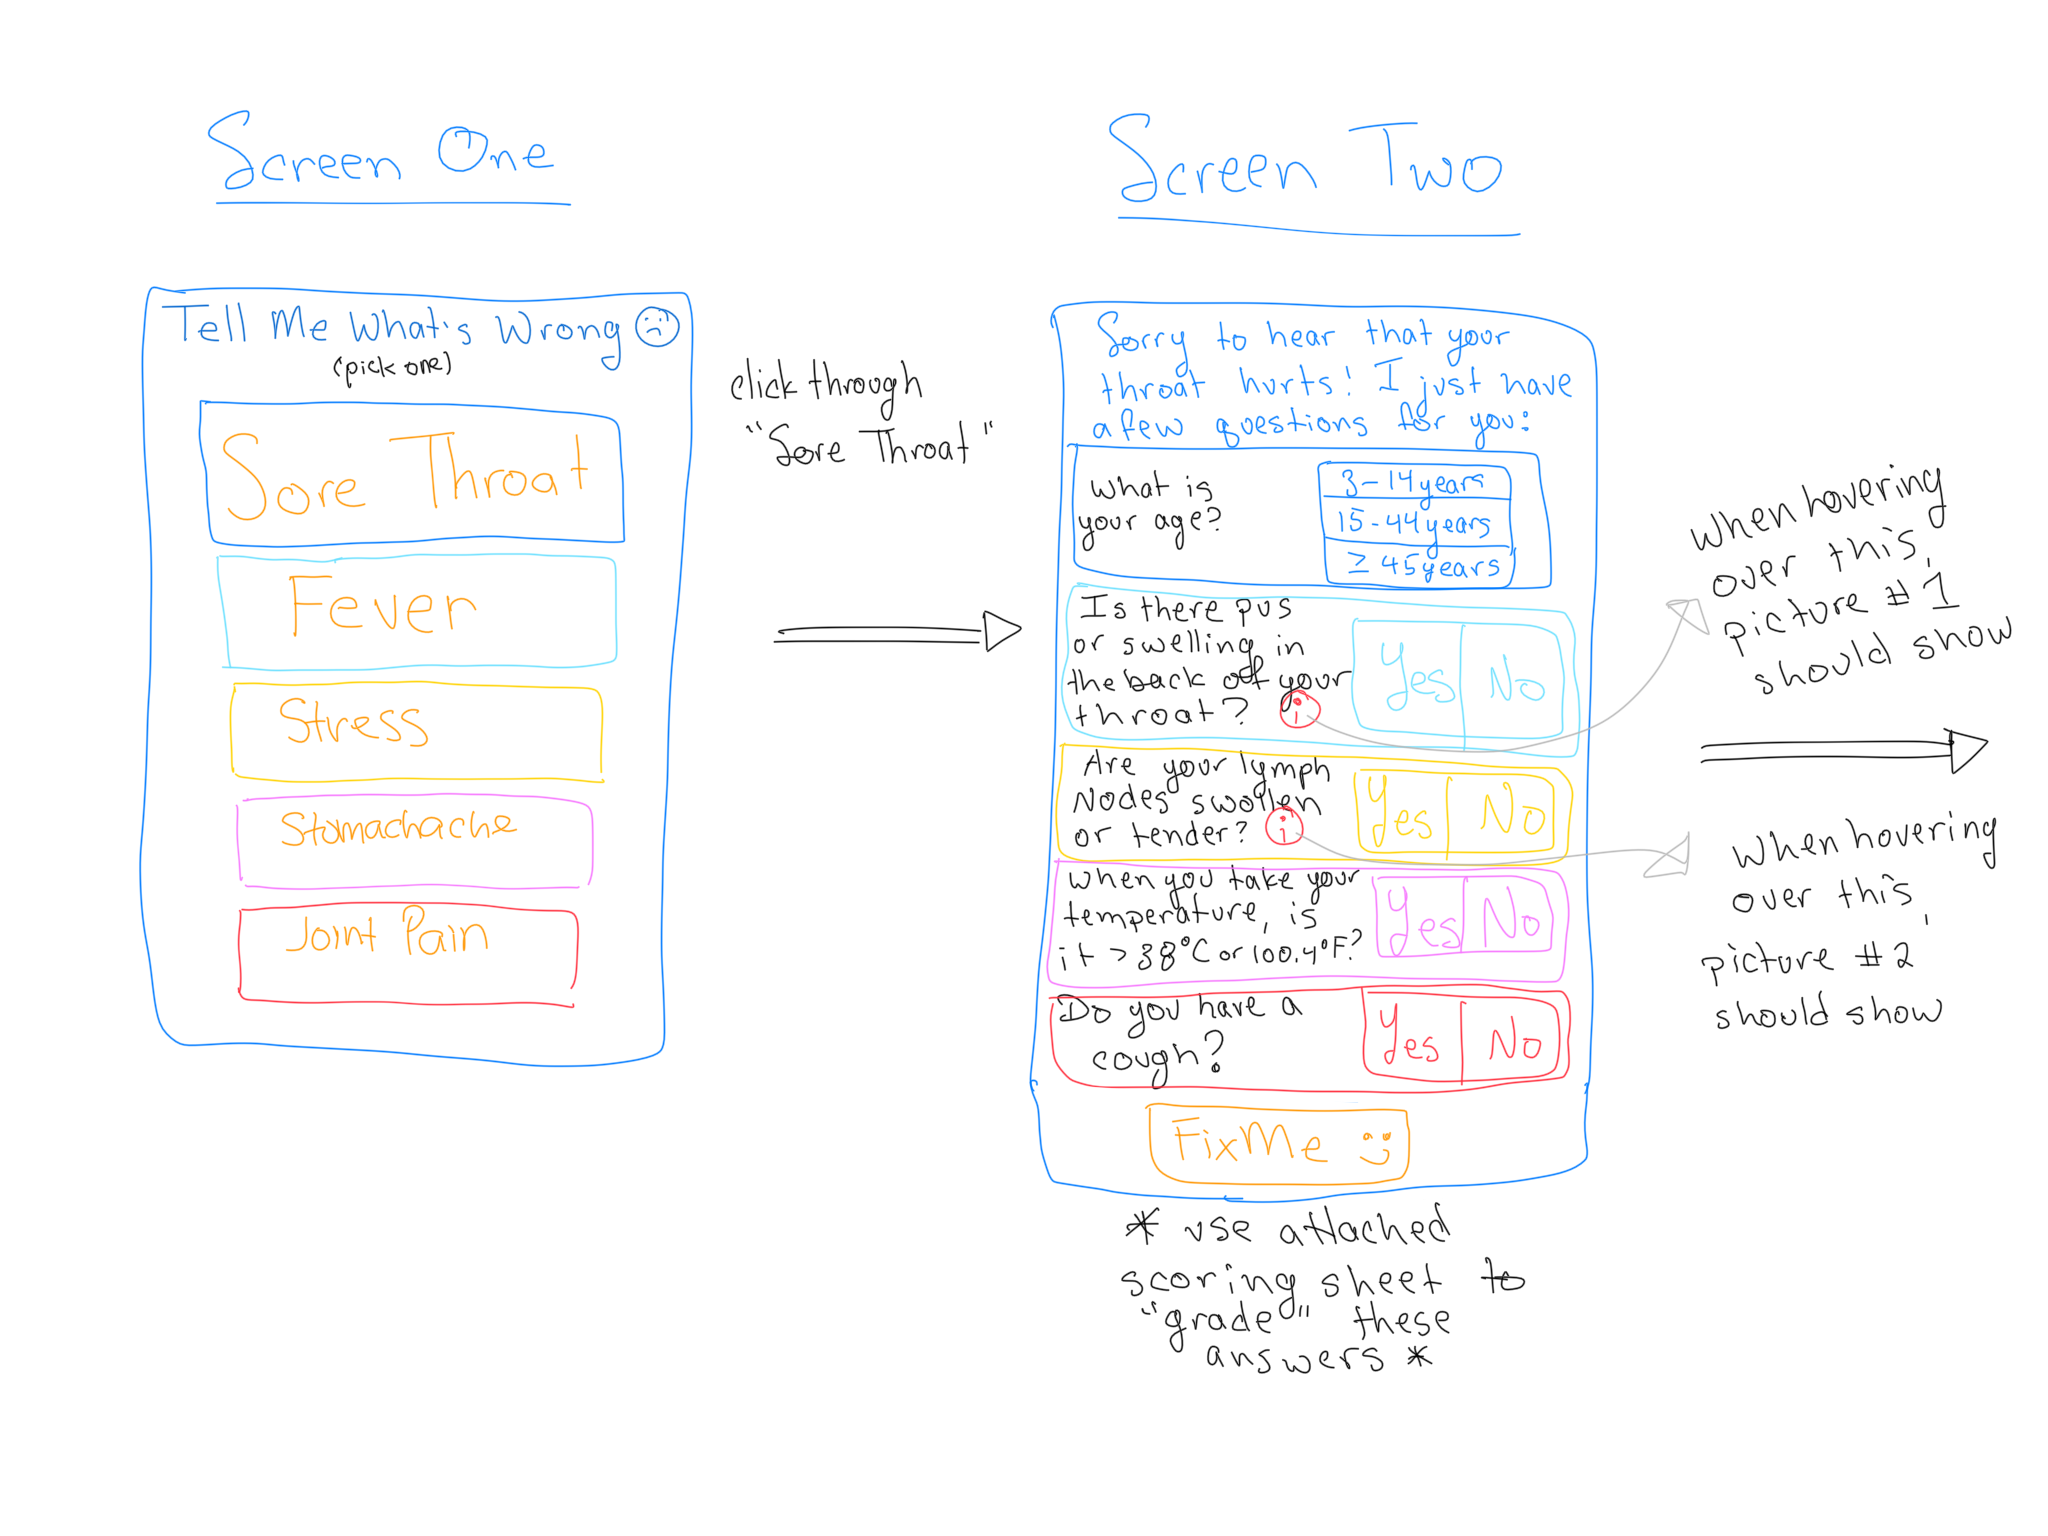 Screen One
Tell Me What's Wrong
(pick one)
Sore Throat
Fever
Stress
Stomachache
Joint Pain
click through
"Sore Throat"
Screen Two
Sorry to hear that your
throat hurts! I just have
a few questions for you:
What is
your age?
3-14 years
15-44 years
≥ 45 years
Is there pus
or swelling in
the back of your
throat? i
Yes No
Are your lymph
Nodes swollen
or tender? i
Yes No
When you take your
temperature, is
it >38°C or 100.4°F?
Yes No
Do you have a
cough?
Yes No
FixMe
* use attached
scoring sheet to
"grade" these
answers *
When hovering
over this,
picture #1
should show
When hovering
over this,
picture #2
should show